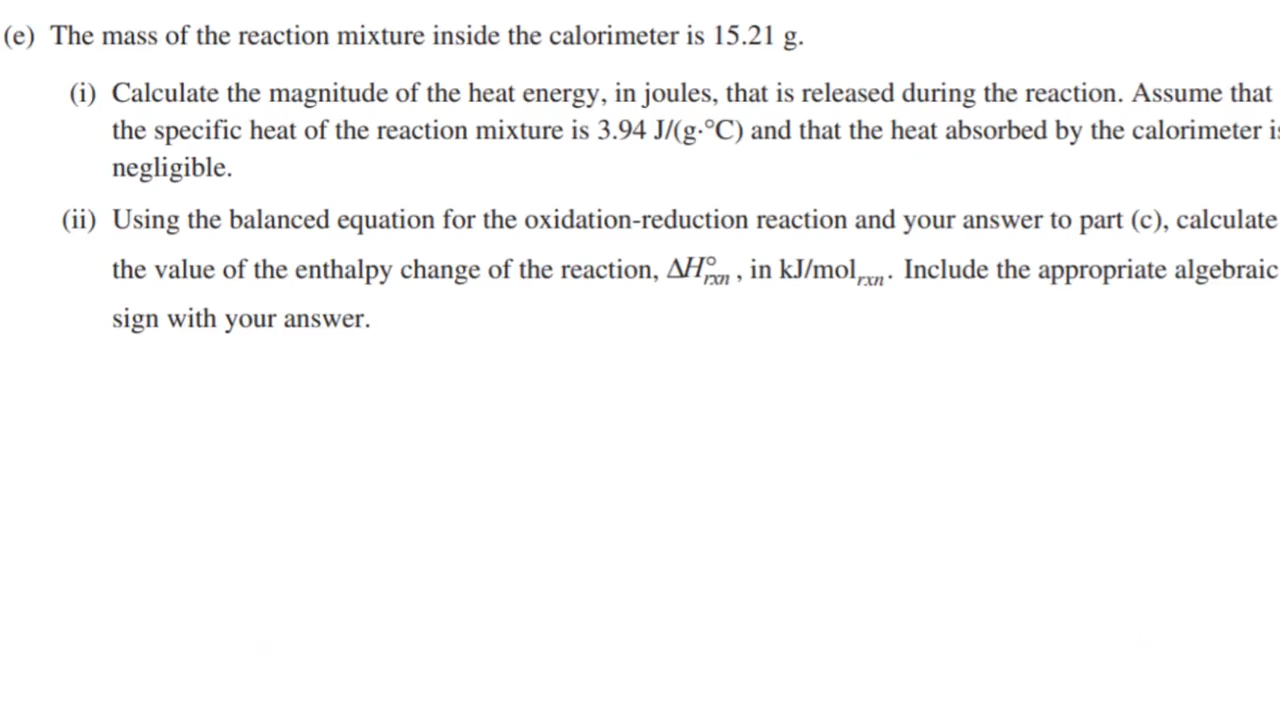 (e) The mass of the reaction mixture inside the calorimeter is 15.21 g.
(i) Calculate the magnitude of the heat energy, in joules, that is released during the reaction. Assume that
the specific heat of the reaction mixture is 3.94 J/(g·°C) and that the heat absorbed by the calorimeter is
negligible.
(ii) Using the balanced equation for the oxidation-reduction reaction and your answer to part (c), calculate
the value of the enthalpy change of the reaction, ΔH°rxn , in kJ/molrxn. Include the appropriate algebraic
sign with your answer.